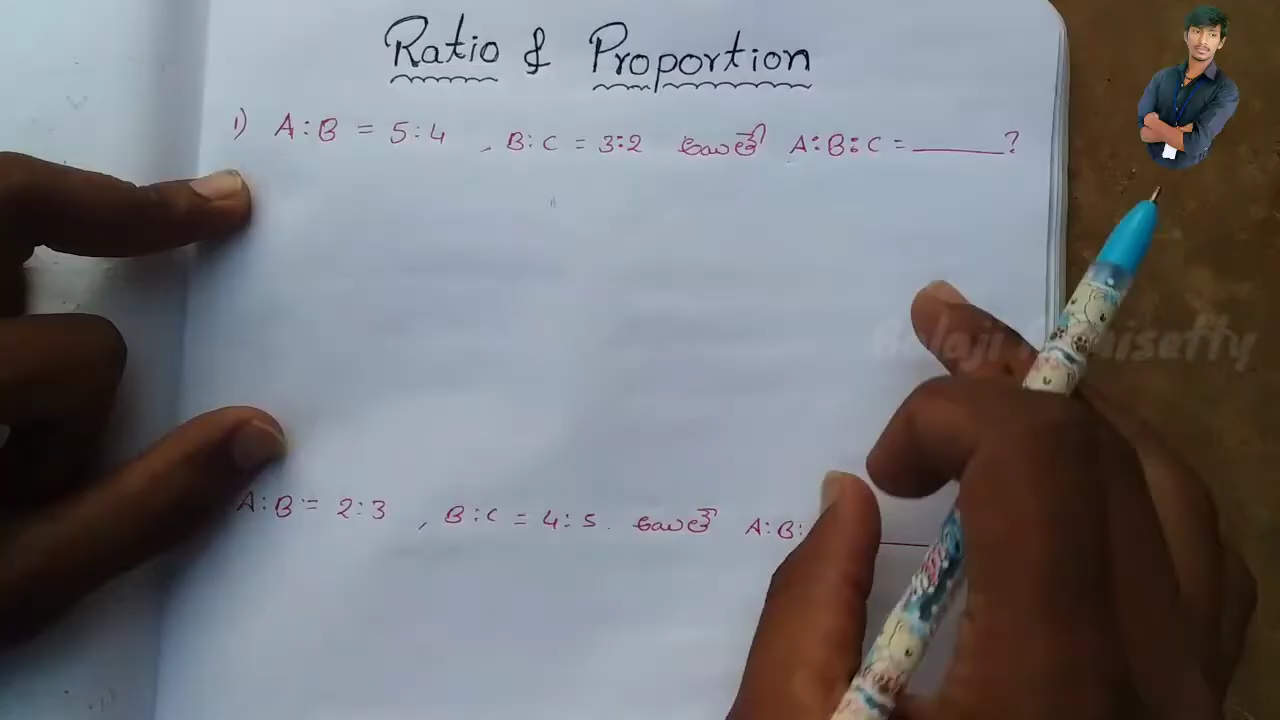 Ratio & Proportion
1) A:B = 5:4 , B:C = 3:2 అయితే A:B:C = ______?
A:B = 2:3 , B:C = 4:5. అయితే A:B: